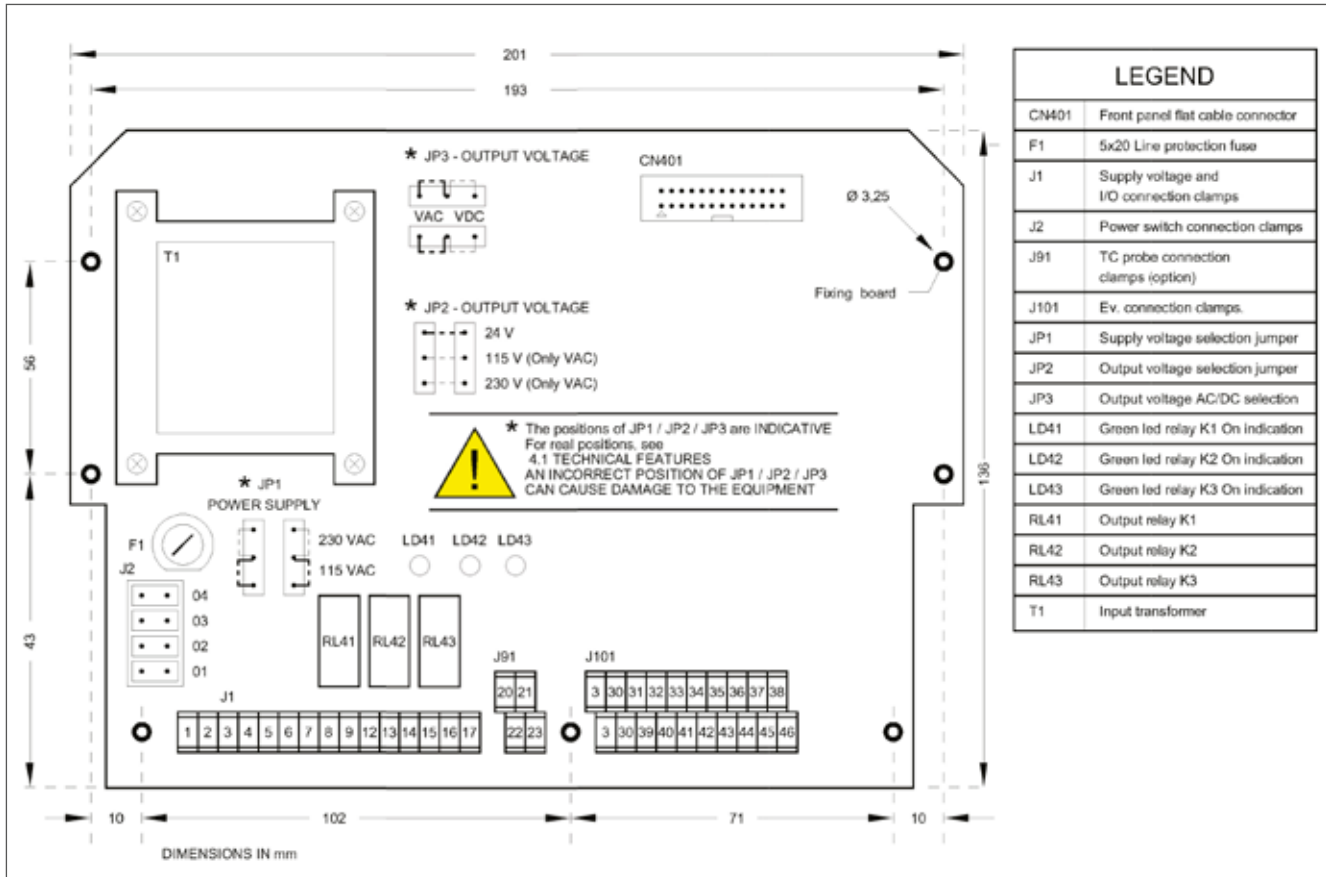 201
193
* JP3 - OUTPUT VOLTAGE
VAC VDC
CN401
Ø 3,25
Fixing board
T1
* JP2 - OUTPUT VOLTAGE
24 V
115 V (Only VAC)
230 V (Only VAC)
56
* The positions of JP1 / JP2 / JP3 are INDICATIVE
For real positions, see
4.1 TECHNICAL FEATURES
AN INCORRECT POSITION OF JP1 / JP2 / JP3
CAN CAUSE DAMAGE TO THE EQUIPMENT
!
136
* JP1
POWER SUPPLY
230 VAC
115 VAC
F1
LD41 LD42 LD43
J2
04
03
02
01
43
RL41 RL42 RL43
J1
1 2 3 4 5 6 7 8 9 12 13 14 15 16 17
J91
20 21
22 23
J101
3 30 31 32 33 34 35 36 37 38
3 30 39 40 41 42 43 44 45 46
10 102 71 10
DIMENSIONS IN mm
LEGEND
CN401 Front panel flat cable connector
F1 5x20 Line protection fuse
J1 Supply voltage and
I/O connection clamps
J2 Power switch connection clamps
J91 TC probe connection
clamps (option)
J101 Ev. connection clamps.
JP1 Supply voltage selection jumper
JP2 Output voltage selection jumper
JP3 Output voltage AC/DC selection
LD41 Green led relay K1 On indication
LD42 Green led relay K2 On indication
LD43 Green led relay K3 On indication
RL41 Output relay K1
RL42 Output relay K2
RL43 Output relay K3
T1 Input transformer